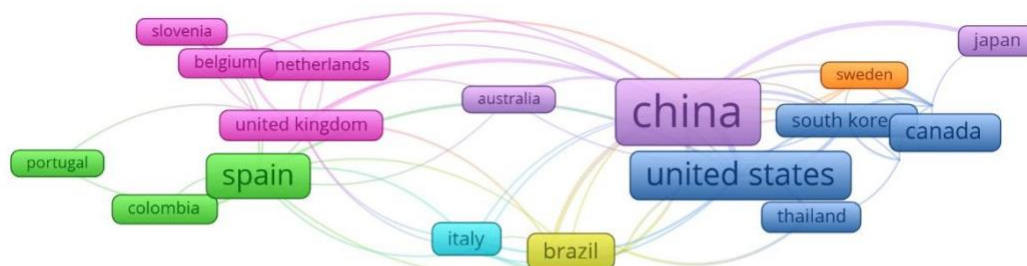 slovenia
belgium
netherlands
japan
sweden
australia
china
united kingdom
south kore
canada
portugal
spain
united states
colombia
thailand
italy
brazil